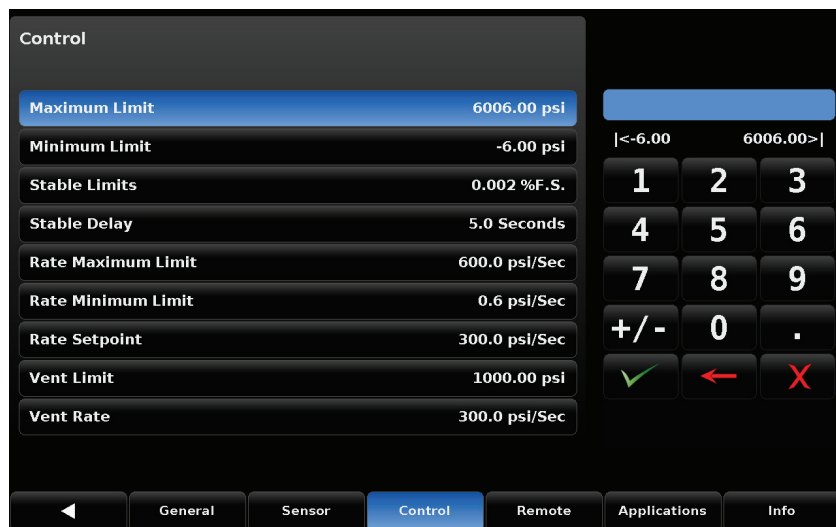 Control
Maximum Limit 6006.00 psi
Minimum Limit -6.00 psi
Stable Limits 0.002 %F.S.
Stable Delay 5.0 Seconds
Rate Maximum Limit 600.0 psi/Sec
Rate Minimum Limit 0.6 psi/Sec
Rate Setpoint 300.0 psi/Sec
Vent Limit 1000.00 psi
Vent Rate 300.0 psi/Sec
|<-6.00 6006.00>|
1 2 3
4 5 6
7 8 9
+/- 0 .
X
General Sensor Control Remote Applications Info